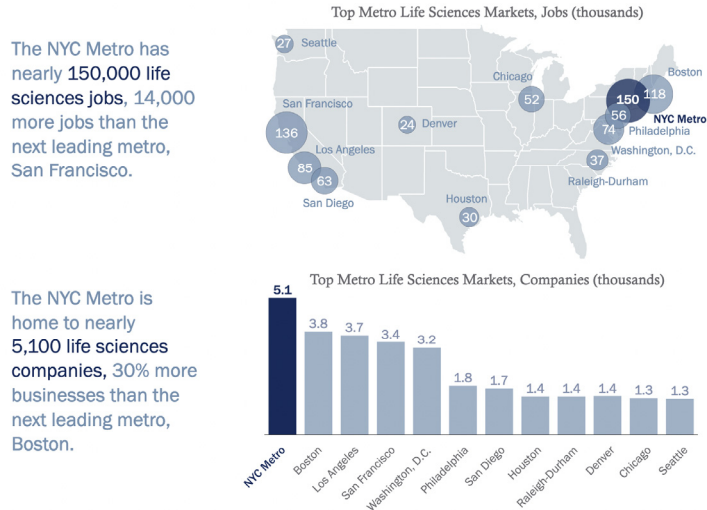 Top Metro Life Sciences Markets, Jobs (thousands)
The NYC Metro has
nearly 150,000 life
sciences jobs, 14,000
more jobs than the
next leading metro,
San Francisco.
27 Seattle
Chicago
52
Boston
118
150
NYC Metro
56
Philadelphia
74
Washington, D.C.
37
Raleigh-Durham
San Francisco
136
24 Denver
Los Angeles
85
63
San Diego
Houston
30
Top Metro Life Sciences Markets, Companies (thousands)
The NYC Metro is
home to nearly
5,100 life sciences
companies, 30% more
businesses than the
next leading metro,
Boston.
5.1
3.8
3.7
3.4
3.2
1.8
1.7
1.4
1.4
1.4
1.3
1.3
NYC Metro
Boston
Los Angeles
San Francisco
Washington, D.C.
Philadelphia
San Diego
Houston
Raleigh-Durham
Denver
Chicago
Seattle